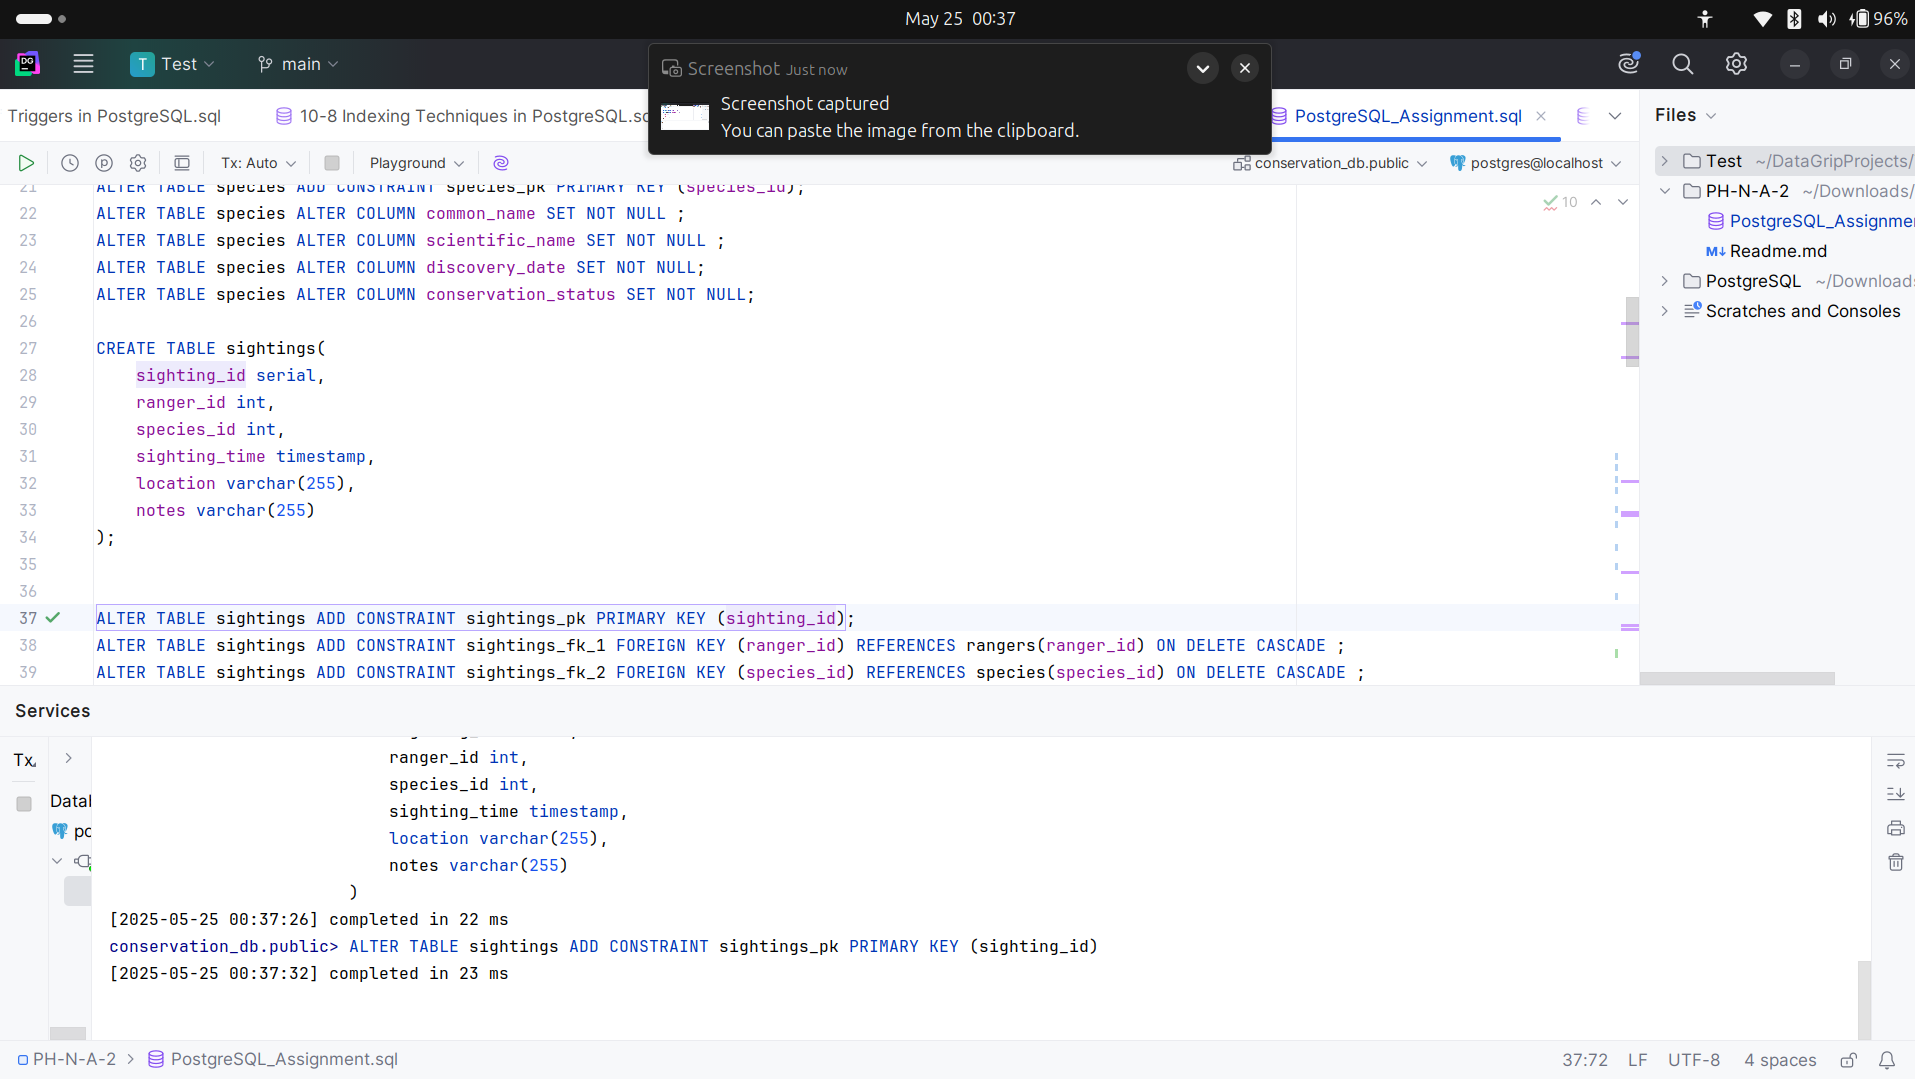 May 25 00:37
96%
DG
T Test
main
Screenshot Just now
Screenshot captured
You can paste the image from the clipboard.
Triggers in PostgreSQL.sql
10-8 Indexing Techniques in PostgreSQL.sq
PostgreSQL_Assignment.sql
Files
Tx: Auto
Playground
conservation_db.public
postgres@localhost
10
21 ALTER TABLE species ADD CONSTRAINT species_pk PRIMARY KEY (species_id);
22 ALTER TABLE species ALTER COLUMN common_name SET NOT NULL ;
23 ALTER TABLE species ALTER COLUMN scientific_name SET NOT NULL ;
24 ALTER TABLE species ALTER COLUMN discovery_date SET NOT NULL;
25 ALTER TABLE species ALTER COLUMN conservation_status SET NOT NULL;
26
27 CREATE TABLE sightings(
28 sighting_id serial,
29 ranger_id int,
30 species_id int,
31 sighting_time timestamp,
32 location varchar(255),
33 notes varchar(255)
34 );
35
36
37 ALTER TABLE sightings ADD CONSTRAINT sightings_pk PRIMARY KEY (sighting_id);
38 ALTER TABLE sightings ADD CONSTRAINT sightings_fk_1 FOREIGN KEY (ranger_id) REFERENCES rangers(ranger_id) ON DELETE CASCADE ;
39 ALTER TABLE sightings ADD CONSTRAINT sightings_fk_2 FOREIGN KEY (species_id) REFERENCES species(species_id) ON DELETE CASCADE ;
Test ~/DataGripProjects/
PH-N-A-2 ~/Downloads/
PostgreSQL_Assignme
M↓ Readme.md
PostgreSQL ~/Download
Scratches and Consoles
Services
Tx
Datal
po
ranger_id int,
species_id int,
sighting_time timestamp,
location varchar(255),
notes varchar(255)
)
[2025-05-25 00:37:26] completed in 22 ms
conservation_db.public> ALTER TABLE sightings ADD CONSTRAINT sightings_pk PRIMARY KEY (sighting_id)
[2025-05-25 00:37:32] completed in 23 ms
PH-N-A-2 > PostgreSQL_Assignment.sql
37:72
LF
UTF-8
4 spaces